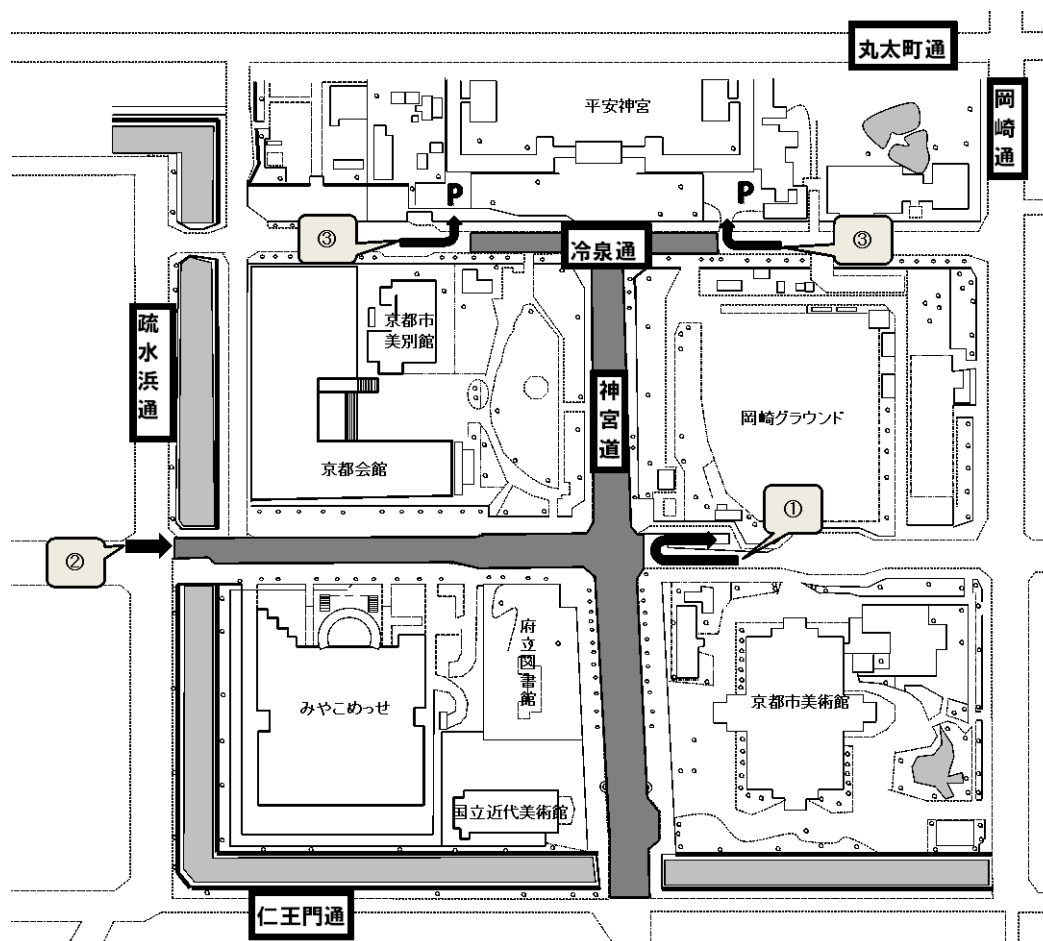 丸太町通
岡崎通
平安神宮
P
P
③
冷泉通
③
疏水浜通
京都市
美別館
神宮道
岡崎グラウンド
京都会館
①
②
府立図書館
みやこめっせ
京都市美術館
国立近代美術館
仁王門通